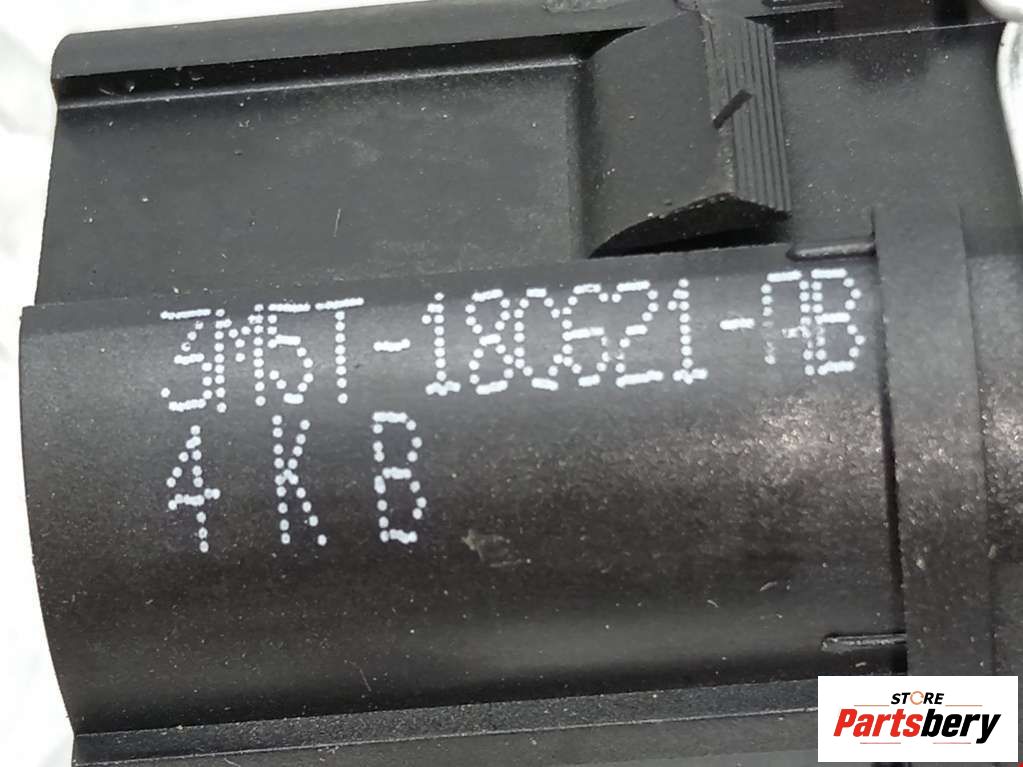 3M5T-18C621-AB
4 K B
STORE
Partsbery